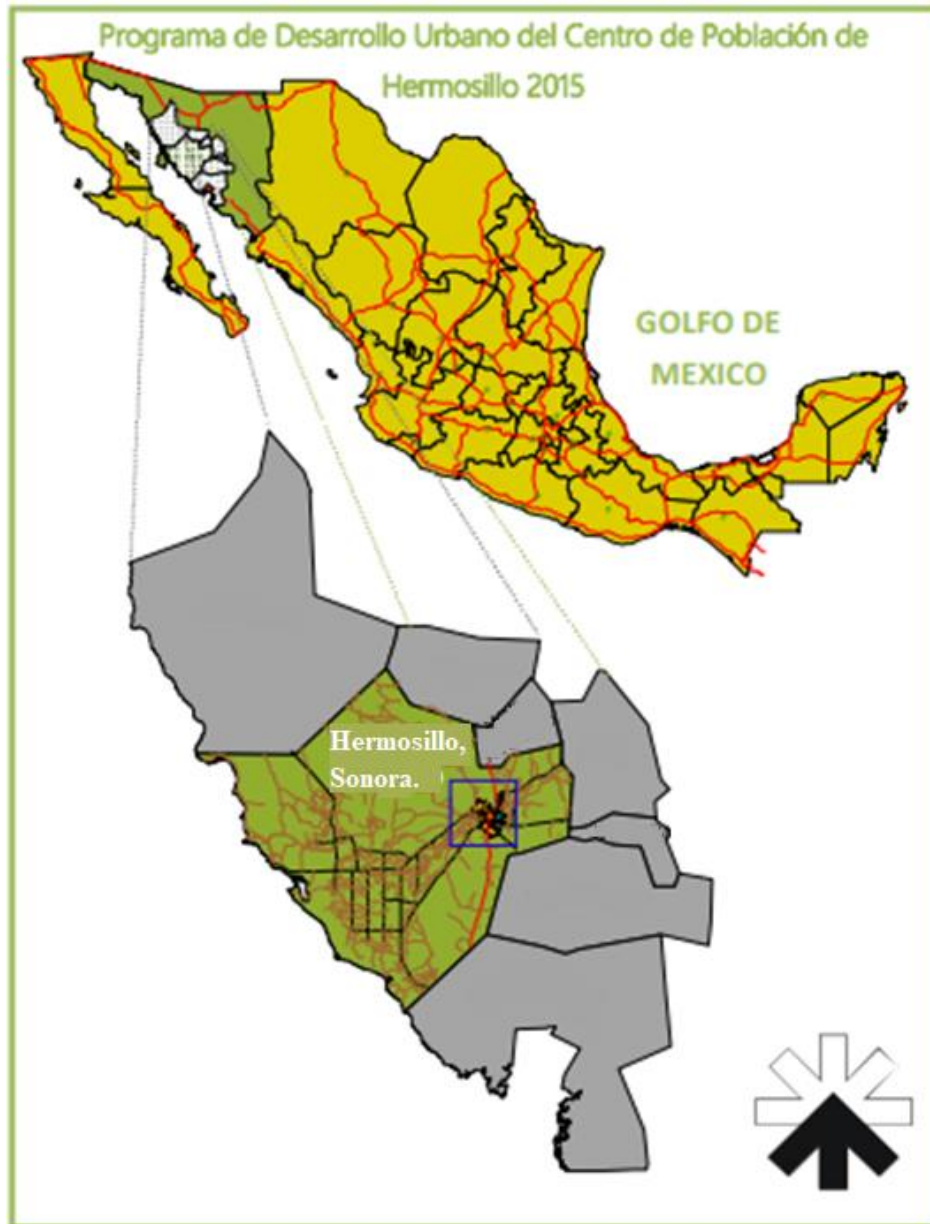 Programa de Desarrollo Urbano del Centro de Población de
Hermosillo 2015
GOLFO DE
MEXICO
Hermosillo,
Sonora.